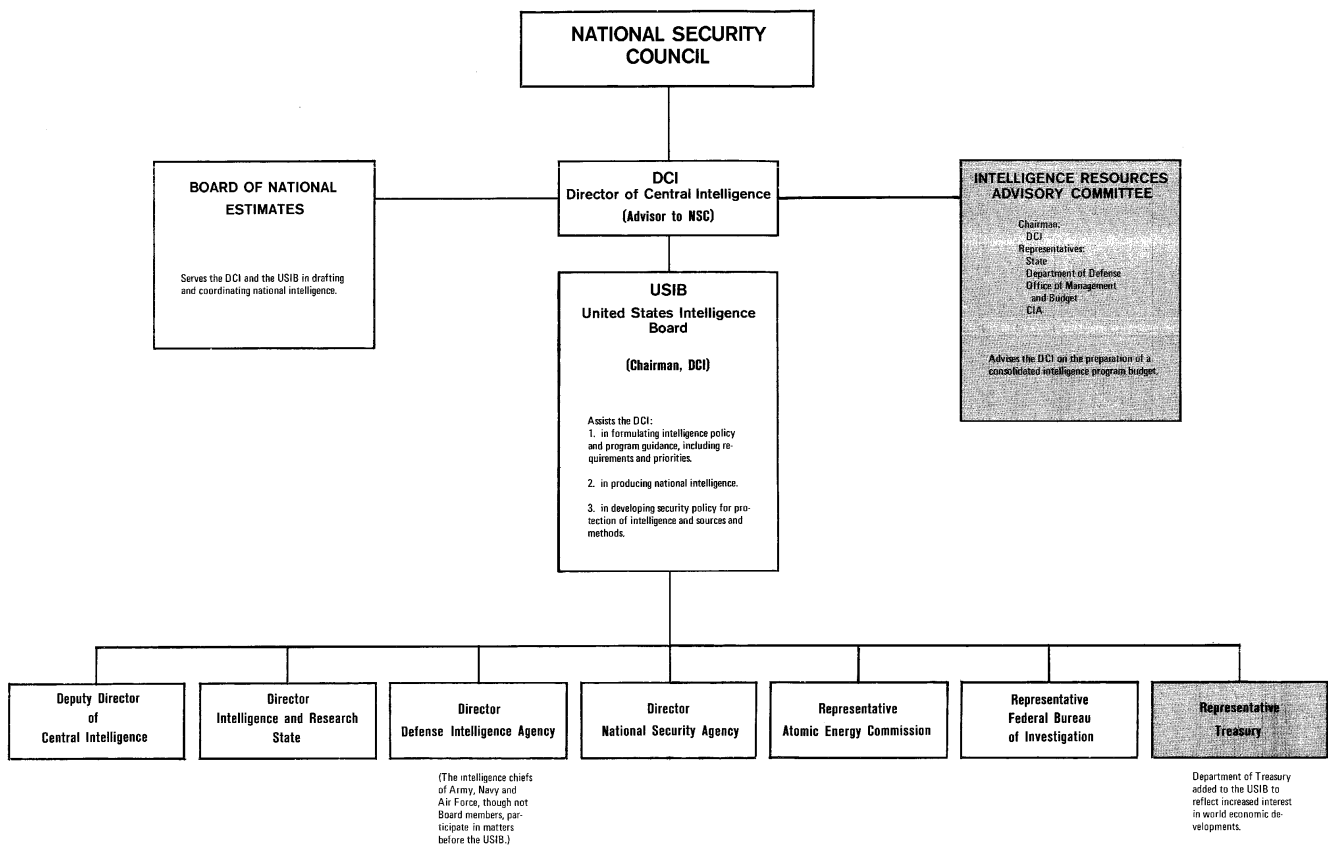 NATIONAL SECURITY
COUNCIL
BOARD OF NATIONAL
ESTIMATES
Serves the DCI and the USIB in drafting
and coordinating national intelligence.
DCI
Director of Central Intelligence
(Advisor to NSC)
INTELLIGENCE RESOURCES
ADVISORY COMMITTEE
Chairman:
DCI
Representatives:
State
Department of Defense
Office of Management
and Budget
CIA
Advises the DCI on the preparation of a
consolidated intelligence program budget.
USIB
United States Intelligence
Board
(Chairman, DCI)
Assists the DCI:
1. in formulating intelligence policy
and program guidance, including re-
quirements and priorities.
2. in producing national intelligence.
3. in developing security policy for pro-
tection of intelligence and sources and
methods.
Deputy Director
of
Central Intelligence
Director
Intelligence and Research
State
Director
Defense Intelligence Agency
(The intelligence chiefs
of Army, Navy and
Air Force, though not
Board members, par-
ticipate in matters
before the USIB.)
Director
National Security Agency
Representative
Atomic Energy Commission
Representative
Federal Bureau
of Investigation
Representative
Treasury
Department of Treasury
added to the USIB to
reflect increased interest
in world economic de-
velopments.